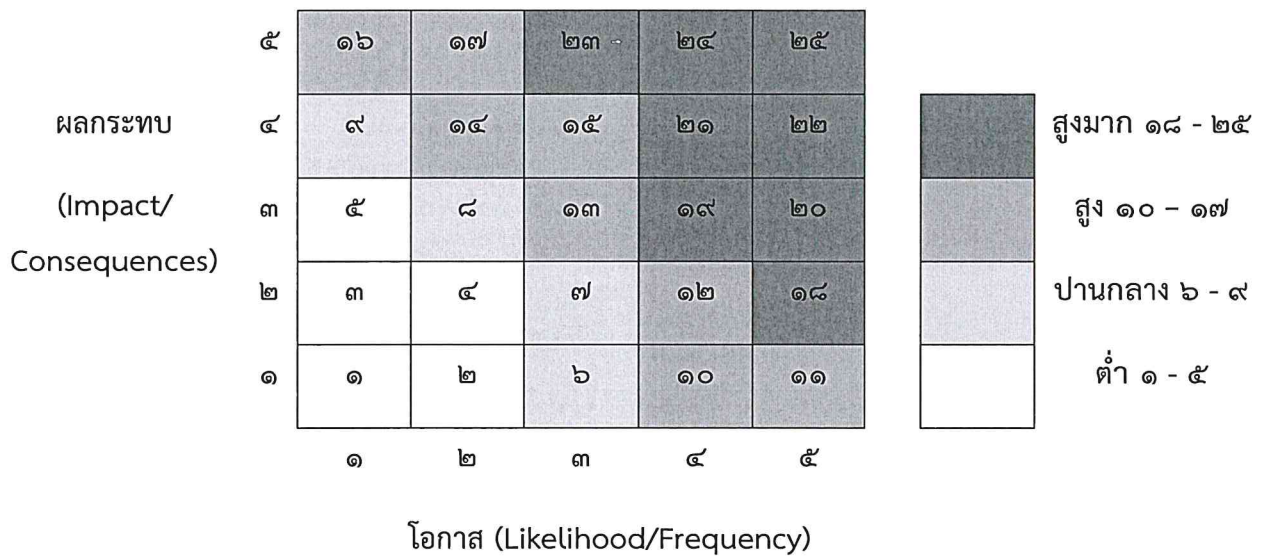 ๕ ๑๖ ๑๗ ๒๓ ๒๔ ๒๕
ผลกระทบ ๔ ๙ ๑๔ ๑๕ ๒๑ ๒๒ สูงมาก ๑๘ - ๒๕
(Impact/ ๓ ๕ ๘ ๑๓ ๑๙ ๒๐ สูง ๑๐ – ๑๗
Consequences)
๒ ๓ ๔ ๗ ๑๒ ๑๘ ปานกลาง ๖ - ๙
๑ ๑ ๒ ๖ ๑๐ ๑๑ ต่ำ ๑ - ๕
๑ ๒ ๓ ๔ ๕
โอกาส (Likelihood/Frequency)